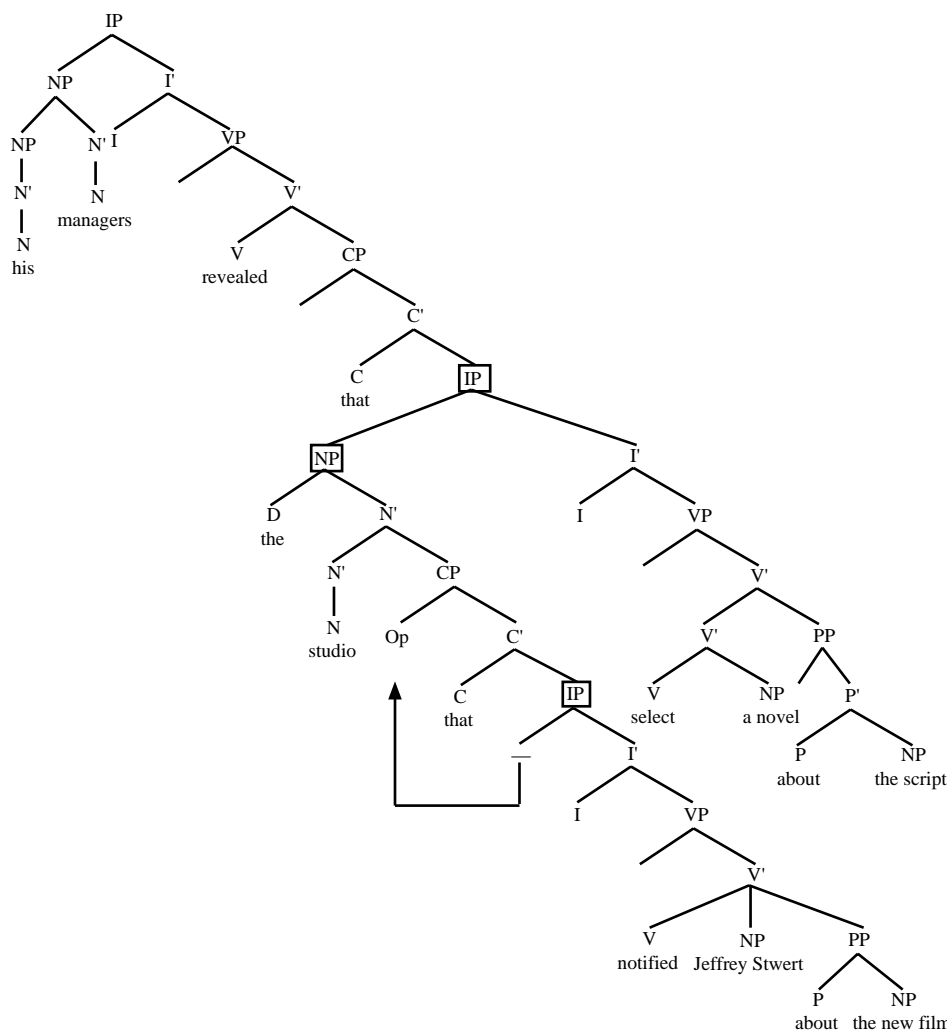 IP
NP I'
NP N' I VP
N' N V'
managers
N V CP
his revealed
C'
C IP
that
NP I'
D N' I VP
the
N' CP V'
N Op C' V' PP
studio
C IP V NP P'
that select a novel
— I' P NP
about the script
I VP
V'
V NP PP
notified Jeffrey Stwert
P NP
about the new film